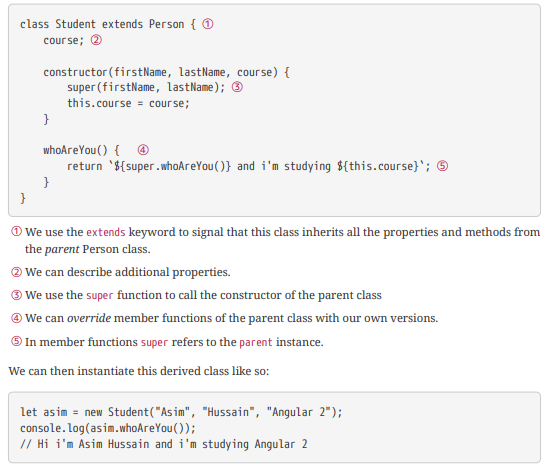 class Student extends Person { ①
course; ②
constructor(firstName, lastName, course) {
super(firstName, lastName); ③
this.course = course;
}
whoAreYou() { ④
return `${super.whoAreYou()} and i'm studying ${this.course}`; ⑤
}
}
① We use the extends keyword to signal that this class inherits all the properties and methods from
the parent Person class.
② We can describe additional properties.
③ We use the super function to call the constructor of the parent class
④ We can override member functions of the parent class with our own versions.
⑤ In member functions super refers to the parent instance.
We can then instantiate this derived class like so:
let asim = new Student("Asim", "Hussain", "Angular 2");
console.log(asim.whoAreYou());
// Hi i'm Asim Hussain and i'm studying Angular 2